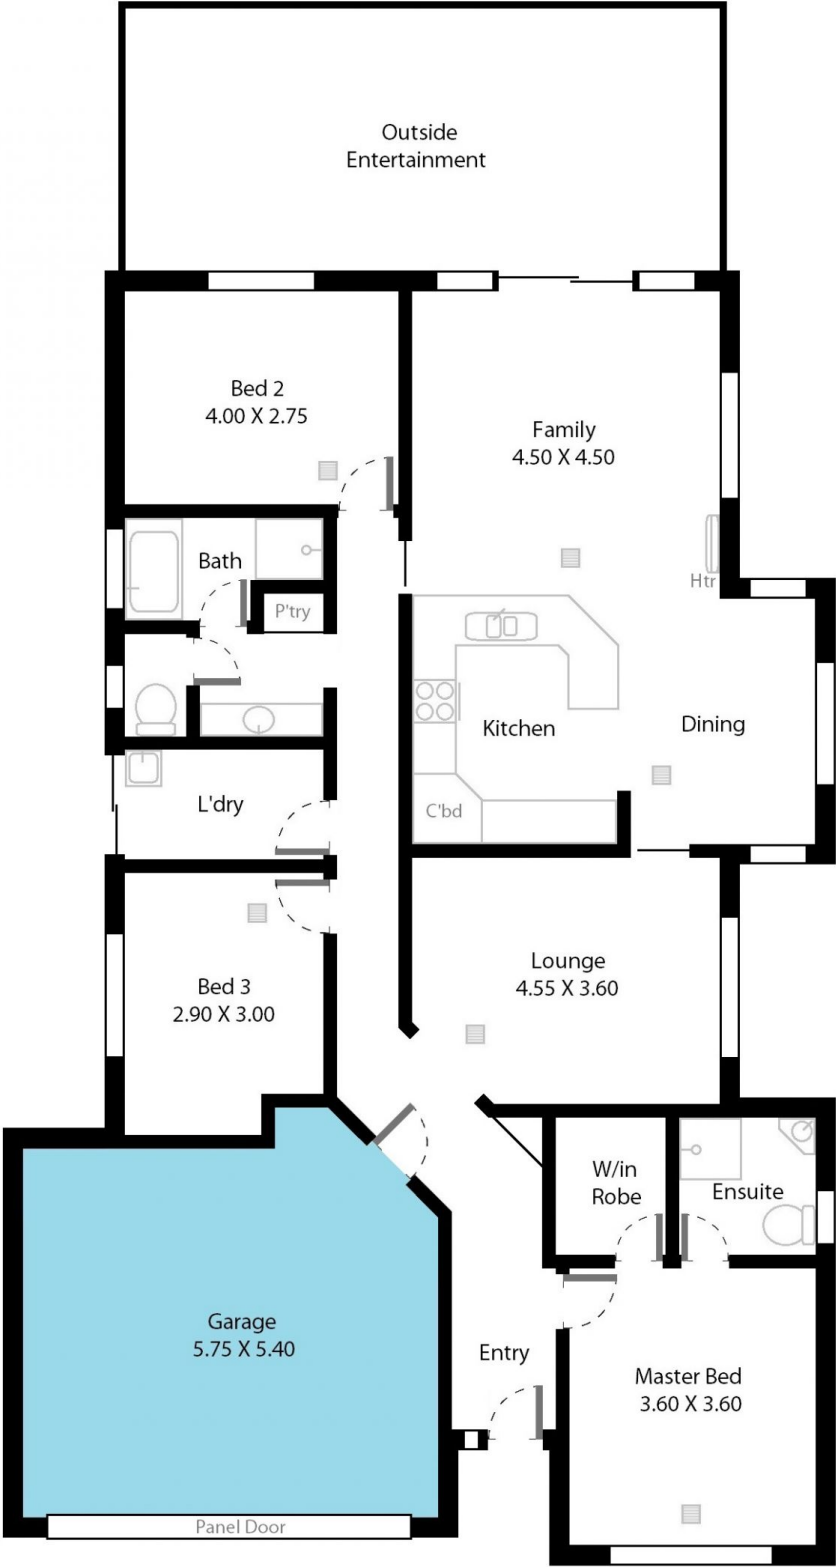 Outside
Entertainment
Bed 2
4.00 X 2.75
Family
4.50 X 4.50
Bath
Htr
P'try
Kitchen
Dining
L'dry
C'bd
Lounge
4.55 X 3.60
Bed 3
2.90 X 3.00
W/in
Robe
Ensuite
Garage
5.75 X 5.40
Entry
Master Bed
3.60 X 3.60
Panel Door